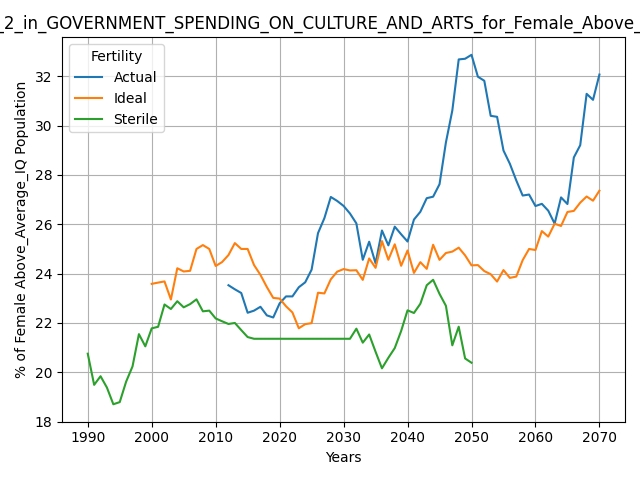 _2_in_GOVERNMENT_SPENDING_ON_CULTURE_AND_ARTS_for_Female_Above_
Fertility
Actual
Ideal
Sterile
% of Female Above_Average_IQ Population
32
30
28
26
24
22
20
18
1990 2000 2010 2020 2030 2040 2050 2060 2070
Years